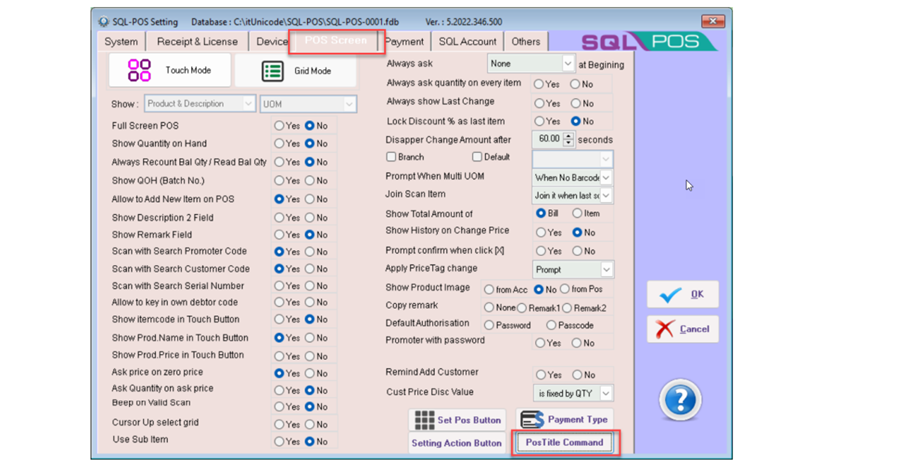 SQL-POS Setting Database : C:\itUnicode\SQL-POS\SQL-POS-0001.fdb Ver. : 5.2022.346.500
System Receipt & License Device POS Screen Payment SQL Account Others SQL POS
Touch Mode Grid Mode
Show : Product & Description UOM
Full Screen POS Yes No
Show Quantity on Hand Yes No
Always Recount Bal Qty / Read Bal Qty Yes No
Show QOH (Batch No.) Yes No
Allow to Add New Item on POS Yes No
Show Description 2 Field Yes No
Show Remark Field Yes No
Scan with Search Promoter Code Yes No
Scan with Search Customer Code Yes No
Scan with Search Serial Number Yes No
Allow to key in own debtor code Yes No
Show itemcode in Touch Button Yes No
Show Prod.Name in Touch Button Yes No
Show Prod.Price in Touch Button Yes No
Ask price on zero price Yes No
Ask Quantity on ask price Yes No
Beep on Valid Scan Yes No
Cursor Up select grid Yes No
Use Sub Item Yes No
Always ask None at Begining
Always ask quantity on every item Yes No
Always show Last Change Yes No
Lock Discount % as last item Yes No
Disapper Change Amount after 60.00 seconds
Branch Default
Prompt When Multi UOM When No Barcode
Join Scan Item Join it when last sc
Show Total Amount of Bill Item
Show History on Change Price Yes No
Prompt confirm when click [X] Yes No
Apply PriceTag change Prompt
Show Product Image from Acc No from Pos
Copy remark None Remark1 Remark2
DefaultAuthorisation Password Passcode
Promoter with password Yes No
Remind Add Customer Yes No
Cust Price Disc Value is fixed by QTY
Set Pos Button Payment Type
Setting Action Button PosTitle Command
OK
Cancel
?